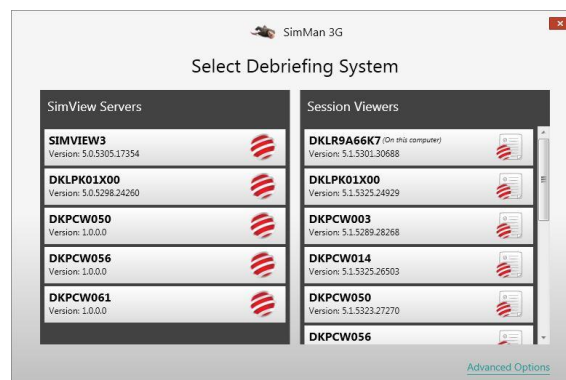 SimMan 3G
Select Debriefing System
SimView Servers
SIMVIEW3
Version: 5.0.5305.17354
DKLPK01X00
Version: 5.0.5298.24260
DKPCW050
Version: 1.0.0.0
DKPCW056
Version: 1.0.0.0
DKPCW061
Version: 1.0.0.0
Session Viewers
DKLR9A66K7 (On this computer)
Version: 5.1.5301.30688
DKLPK01X00
Version: 5.1.5325.24929
DKPCW003
Version: 5.1.5289.28268
DKPCW014
Version: 5.1.5325.26503
DKPCW050
Version: 5.1.5323.27270
DKPCW056
Advanced Options